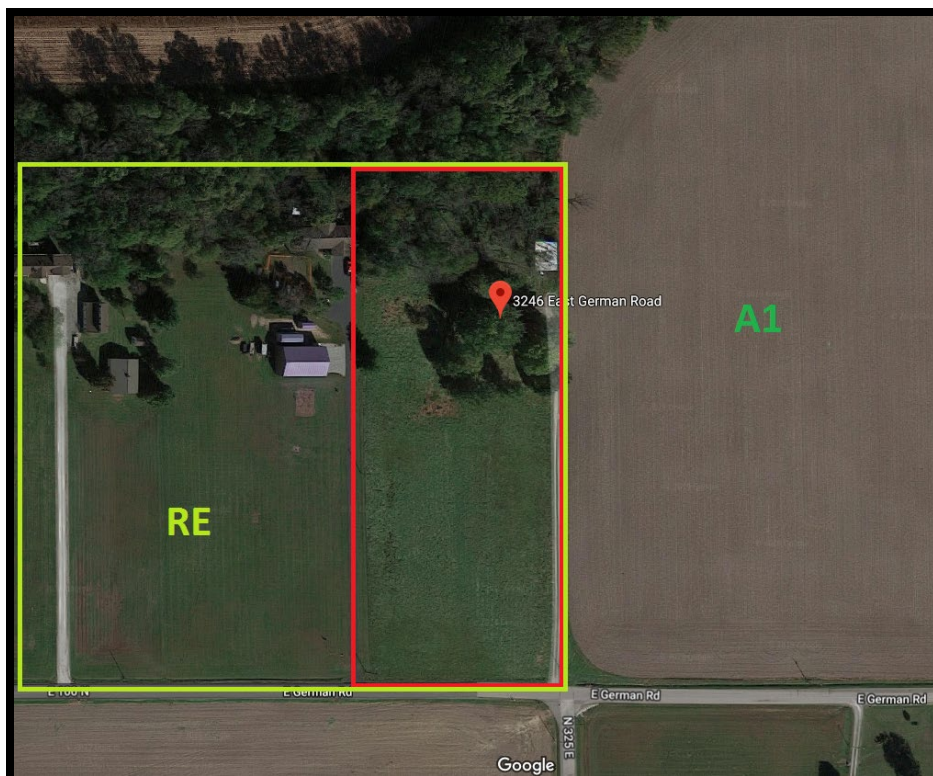 3246 East German Road
A1
RE
E 100 N
E German Rd
E German Rd
E German Rd
N 325 E
Google